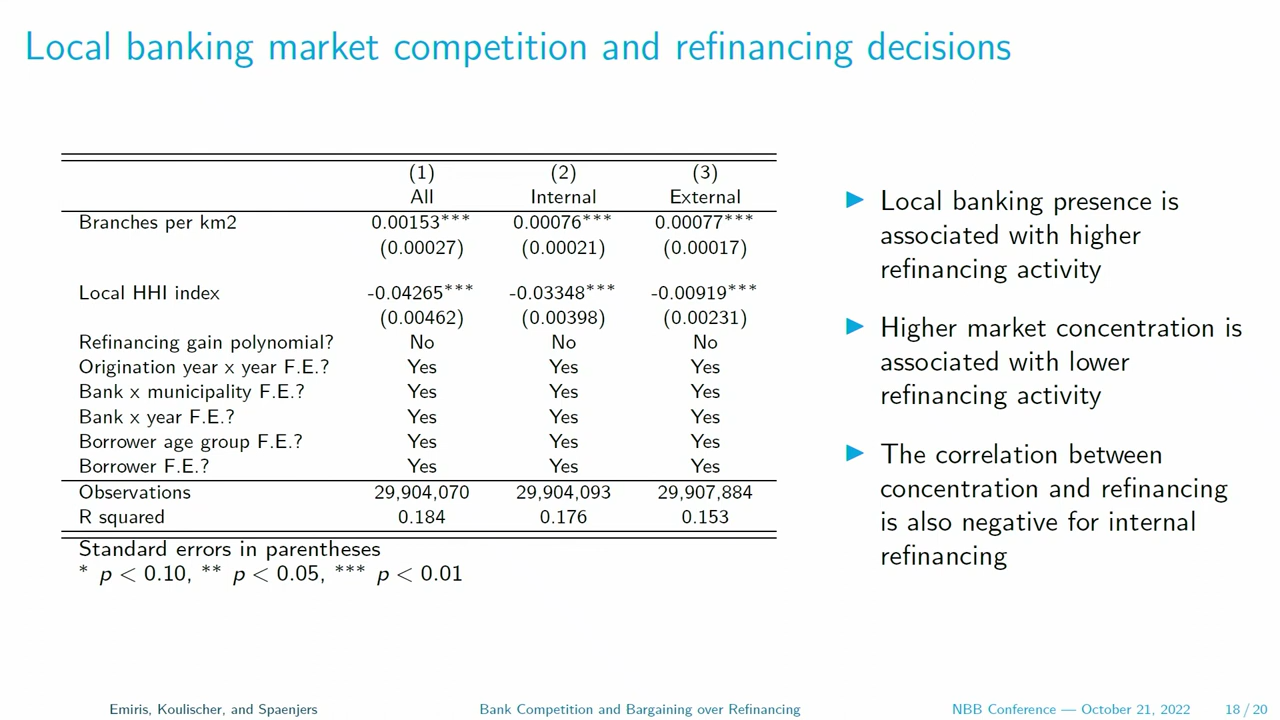 Local banking market competition and refinancing decisions
(1) (2) (3)
All Internal External
Branches per km2 0.00153*** 0.00076*** 0.00077***
(0.00027) (0.00021) (0.00017)
Local HHI index -0.04265*** -0.03348*** -0.00919***
(0.00462) (0.00398) (0.00231)
Refinancing gain polynomial? No No No
Origination year x year F.E.? Yes Yes Yes
Bank x municipality F.E.? Yes Yes Yes
Bank x year F.E.? Yes Yes Yes
Borrower age group F.E.? Yes Yes Yes
Borrower F.E.? Yes Yes Yes
Observations 29,904,070 29,904,093 29,907,884
R squared 0.184 0.176 0.153
Standard errors in parentheses
* p < 0.10, ** p < 0.05, *** p < 0.01
▶ Local banking presence is
associated with higher
refinancing activity
▶ Higher market concentration is
associated with lower
refinancing activity
▶ The correlation between
concentration and refinancing
is also negative for internal
refinancing
Emiris, Koulischer, and Spaenjers Bank Competition and Bargaining over Refinancing NBB Conference — October 21, 2022 18 / 20